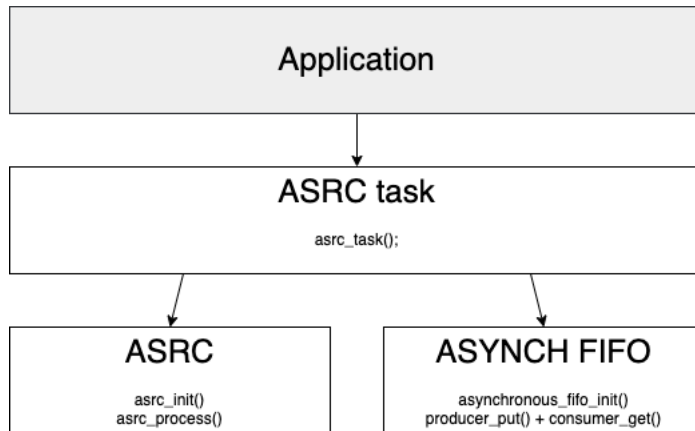 Application
ASRC task
asrc_task();
ASRC
asrc_init()
asrc_process()
ASYNCH FIFO
asynchronous_fifo_init()
producer_put() + consumer_get()